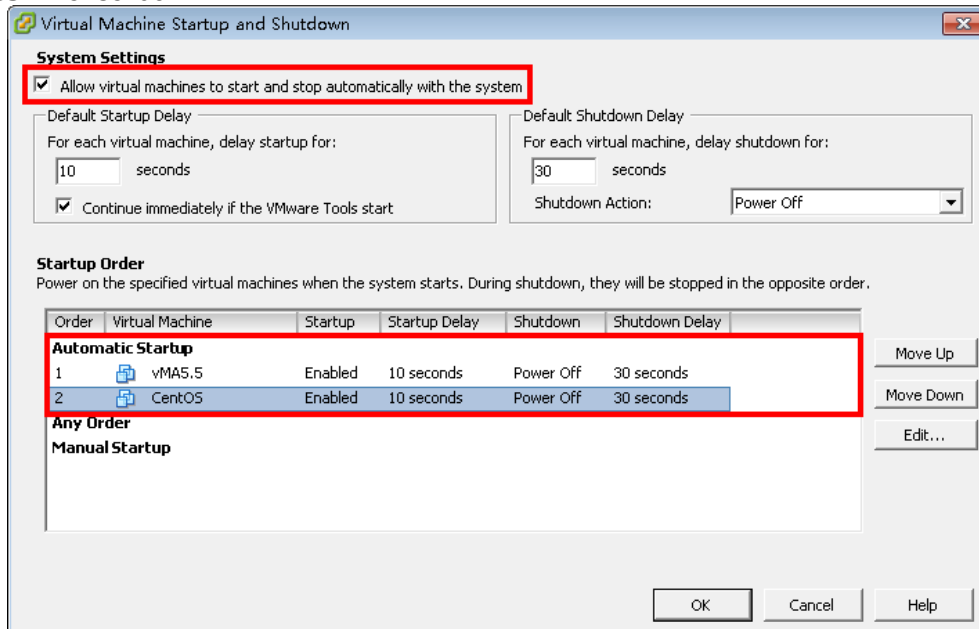 Virtual Machine Startup and Shutdown
System Settings
Allow virtual machines to start and stop automatically with the system
Default Startup Delay
For each virtual machine, delay startup for:
10 seconds
Continue immediately if the VMware Tools start
Default Shutdown Delay
For each virtual machine, delay shutdown for:
30 seconds
Shutdown Action: Power Off
Startup Order
Power on the specified virtual machines when the system starts. During shutdown, they will be stopped in the opposite order.
Order Virtual Machine Startup Startup Delay Shutdown Shutdown Delay
Automatic Startup
1 vMA5.5 Enabled 10 seconds Power Off 30 seconds
2 CentOS Enabled 10 seconds Power Off 30 seconds
Any Order
Manual Startup
Move Up
Move Down
Edit...
OK Cancel Help